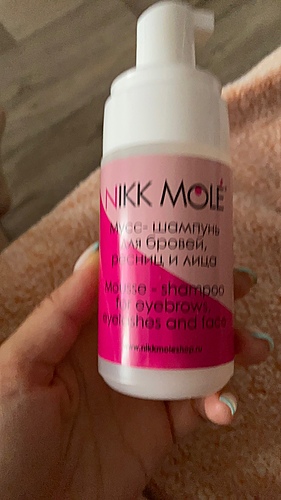 NIKK MOLÉ
Мусс- шампунь
для бровей,
ресниц и лица
Mousse - shampoo
for eyebrows,
eyelashes and face
www.nikkmoleshop.ru